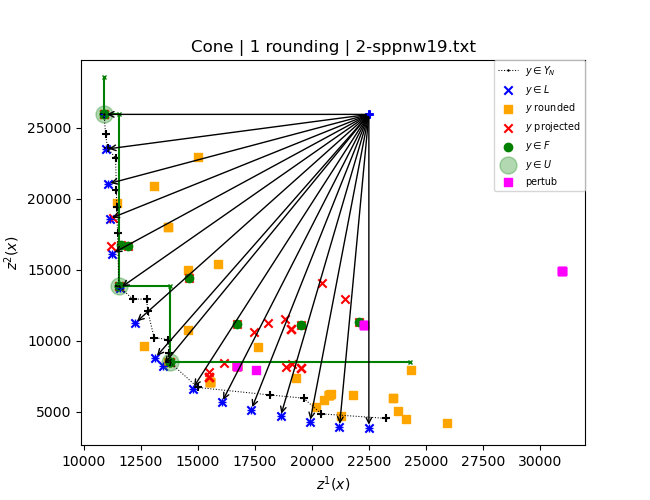 Cone | 1 rounding | 2-sppnw19.txt
z²(x)
25000
20000
15000
10000
5000
10000 12500 15000 17500 20000 22500 25000 27500 30000
z¹(x)
y ∈ Y_N
y ∈ L
y rounded
y projected
y ∈ F
y ∈ U
pertub